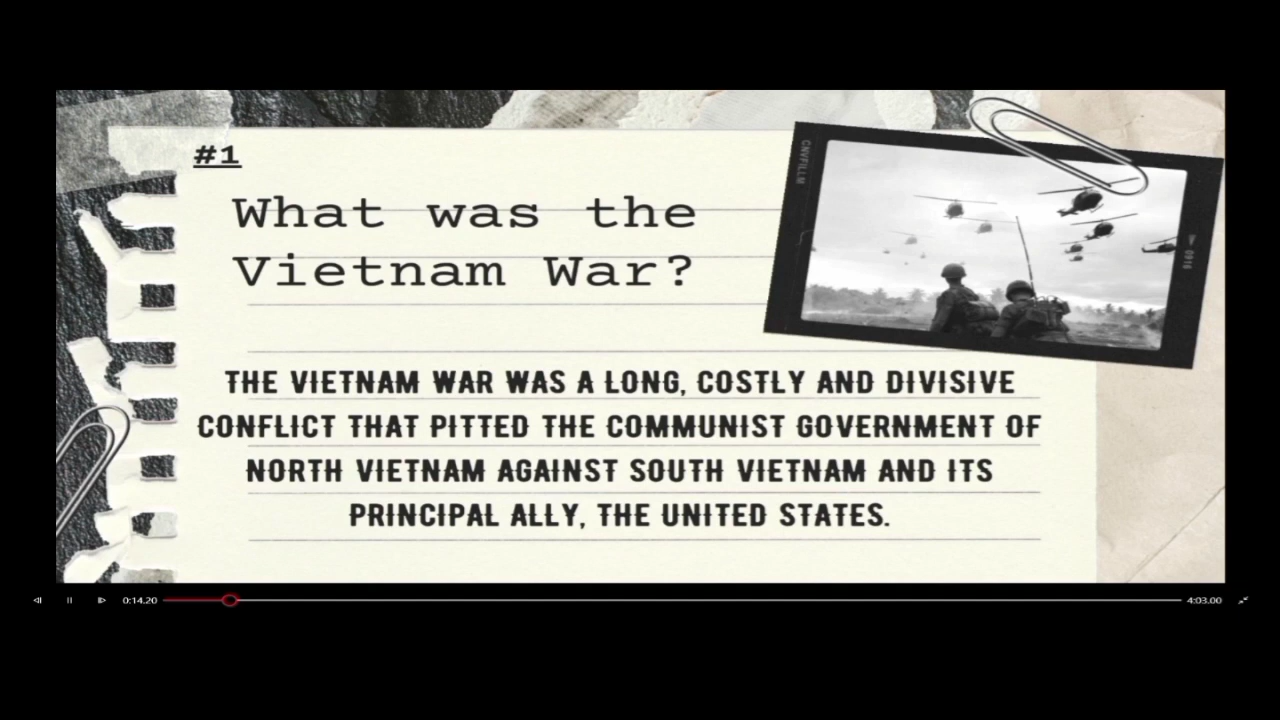 #1
What was the
Vietnam War?
CNVFILLM
0916
THE VIETNAM WAR WAS A LONG, COSTLY AND DIVISIVE
CONFLICT THAT PITTED THE COMMUNIST GOVERNMENT OF
NORTH VIETNAM AGAINST SOUTH VIETNAM AND ITS
PRINCIPAL ALLY, THE UNITED STATES.
0:14.20
4:03.00